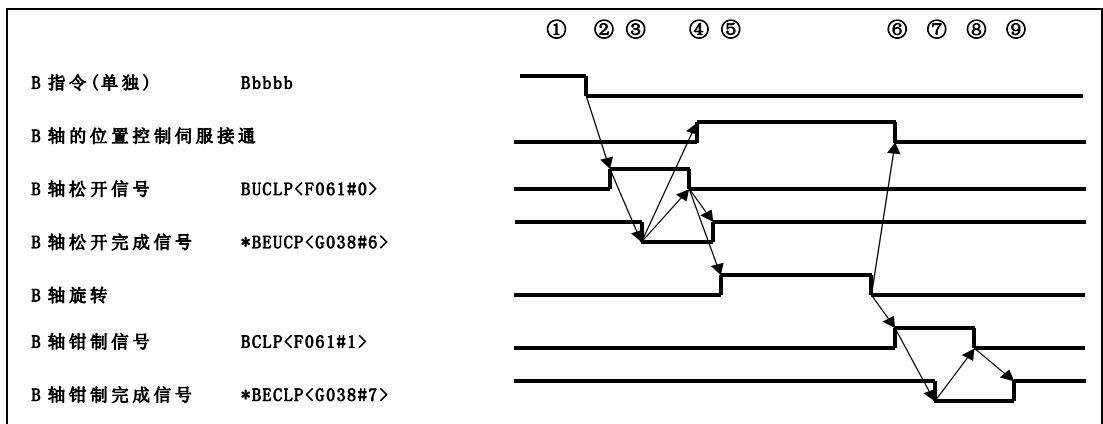 ① ② ③ ④ ⑤ ⑥ ⑦ ⑧ ⑨
B 指令(单独) Bbbbb
B 轴的位置控制伺服接通
B 轴松开信号 BUCLP<F061#0>
B 轴松开完成信号 *BEUCP<G038#6>
B 轴旋转
B 轴钳制信号 BCLP<F061#1>
B 轴钳制完成信号 *BECLP<G038#7>